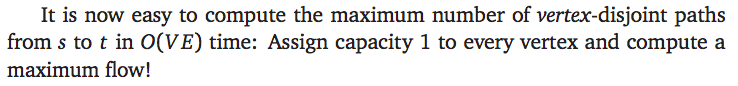 It is now easy to compute the maximum number of vertex-disjoint paths
from s to t in O(VE) time: Assign capacity 1 to every vertex and compute a
maximum flow!